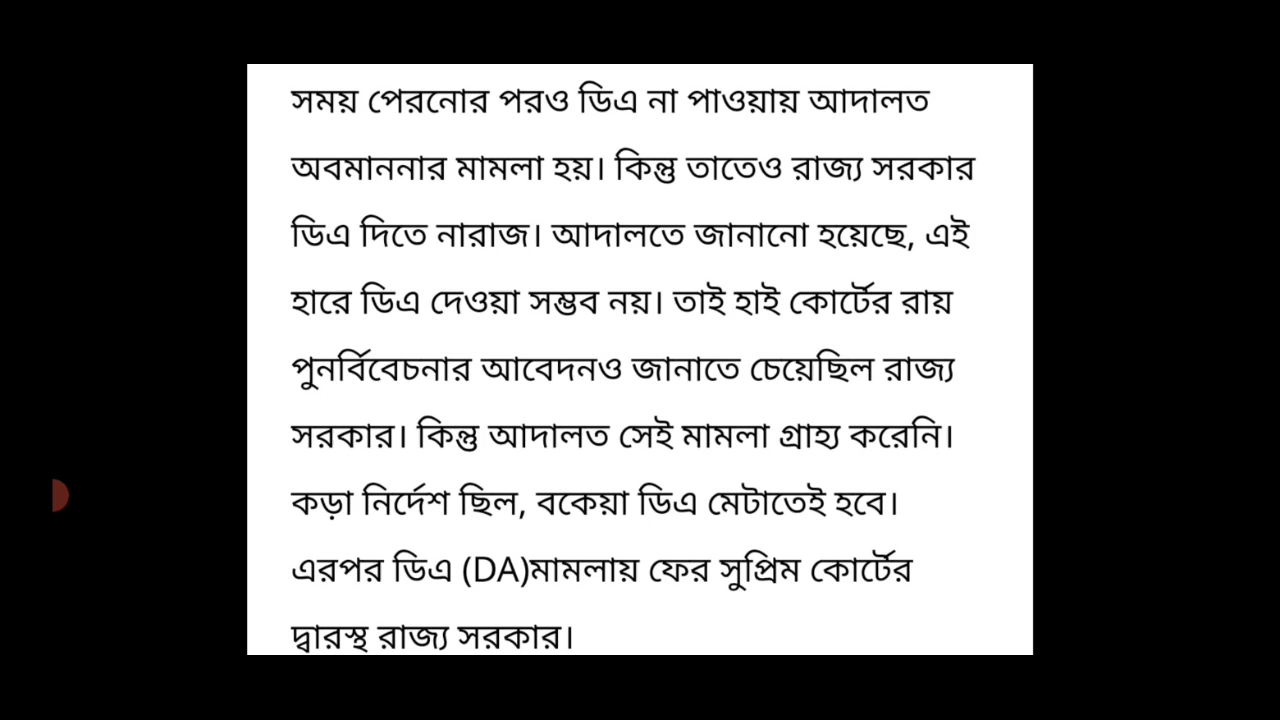 সময় পেরনোর পরও ডিএ না পাওয়ায় আদালত
অবমাননার মামলা হয়। কিন্তু তাতেও রাজ্য সরকার
ডিএ দিতে নারাজ। আদালতে জানানো হয়েছে, এই
হারে ডিএ দেওয়া সম্ভব নয়। তাই হাই কোর্টের রায়
পুনর্বিবেচনার আবেদনও জানাতে চেয়েছিল রাজ্য
সরকার। কিন্তু আদালত সেই মামলা গ্রাহ্য করেনি।
কড়া নির্দেশ ছিল, বকেয়া ডিএ মেটাতেই হবে।
এরপর ডিএ (DA)মামলায় ফের সুপ্রিম কোর্টের
দ্বারস্থ রাজ্য সরকার।